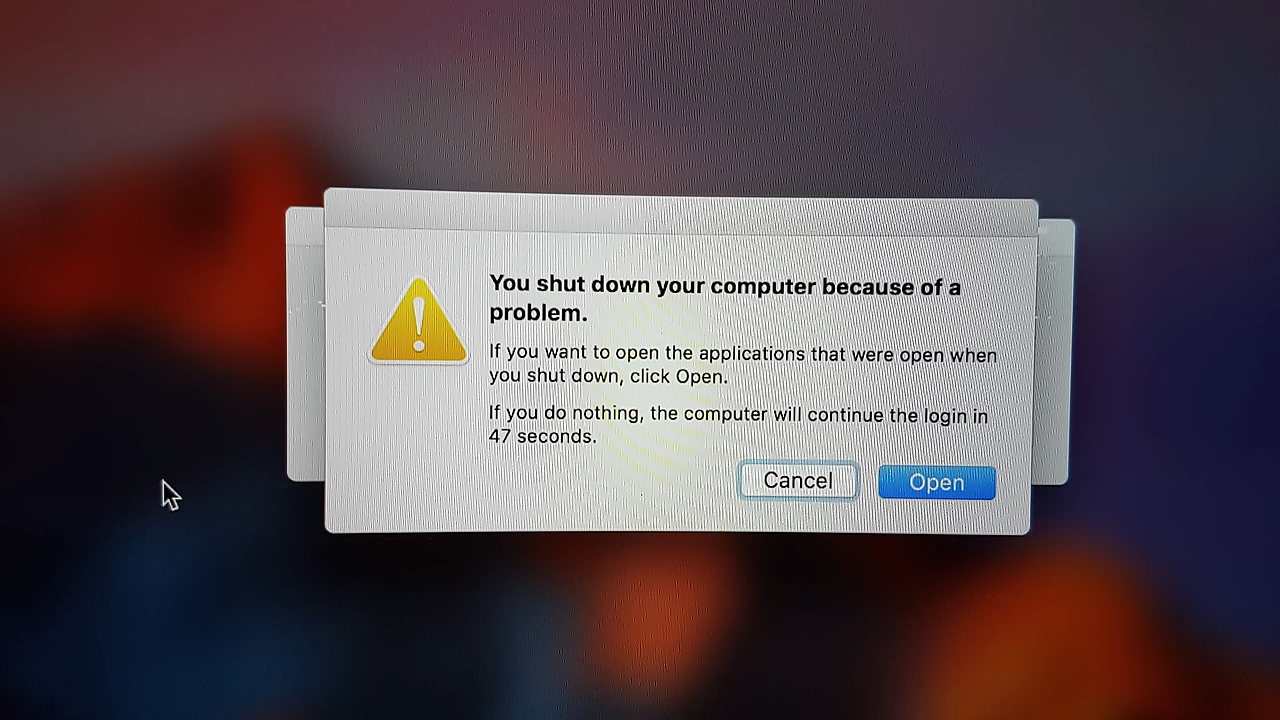 You shut down your computer because of a
problem.
If you want to open the applications that were open when
you shut down, click Open.
If you do nothing, the computer will continue the login in
47 seconds.
Cancel Open